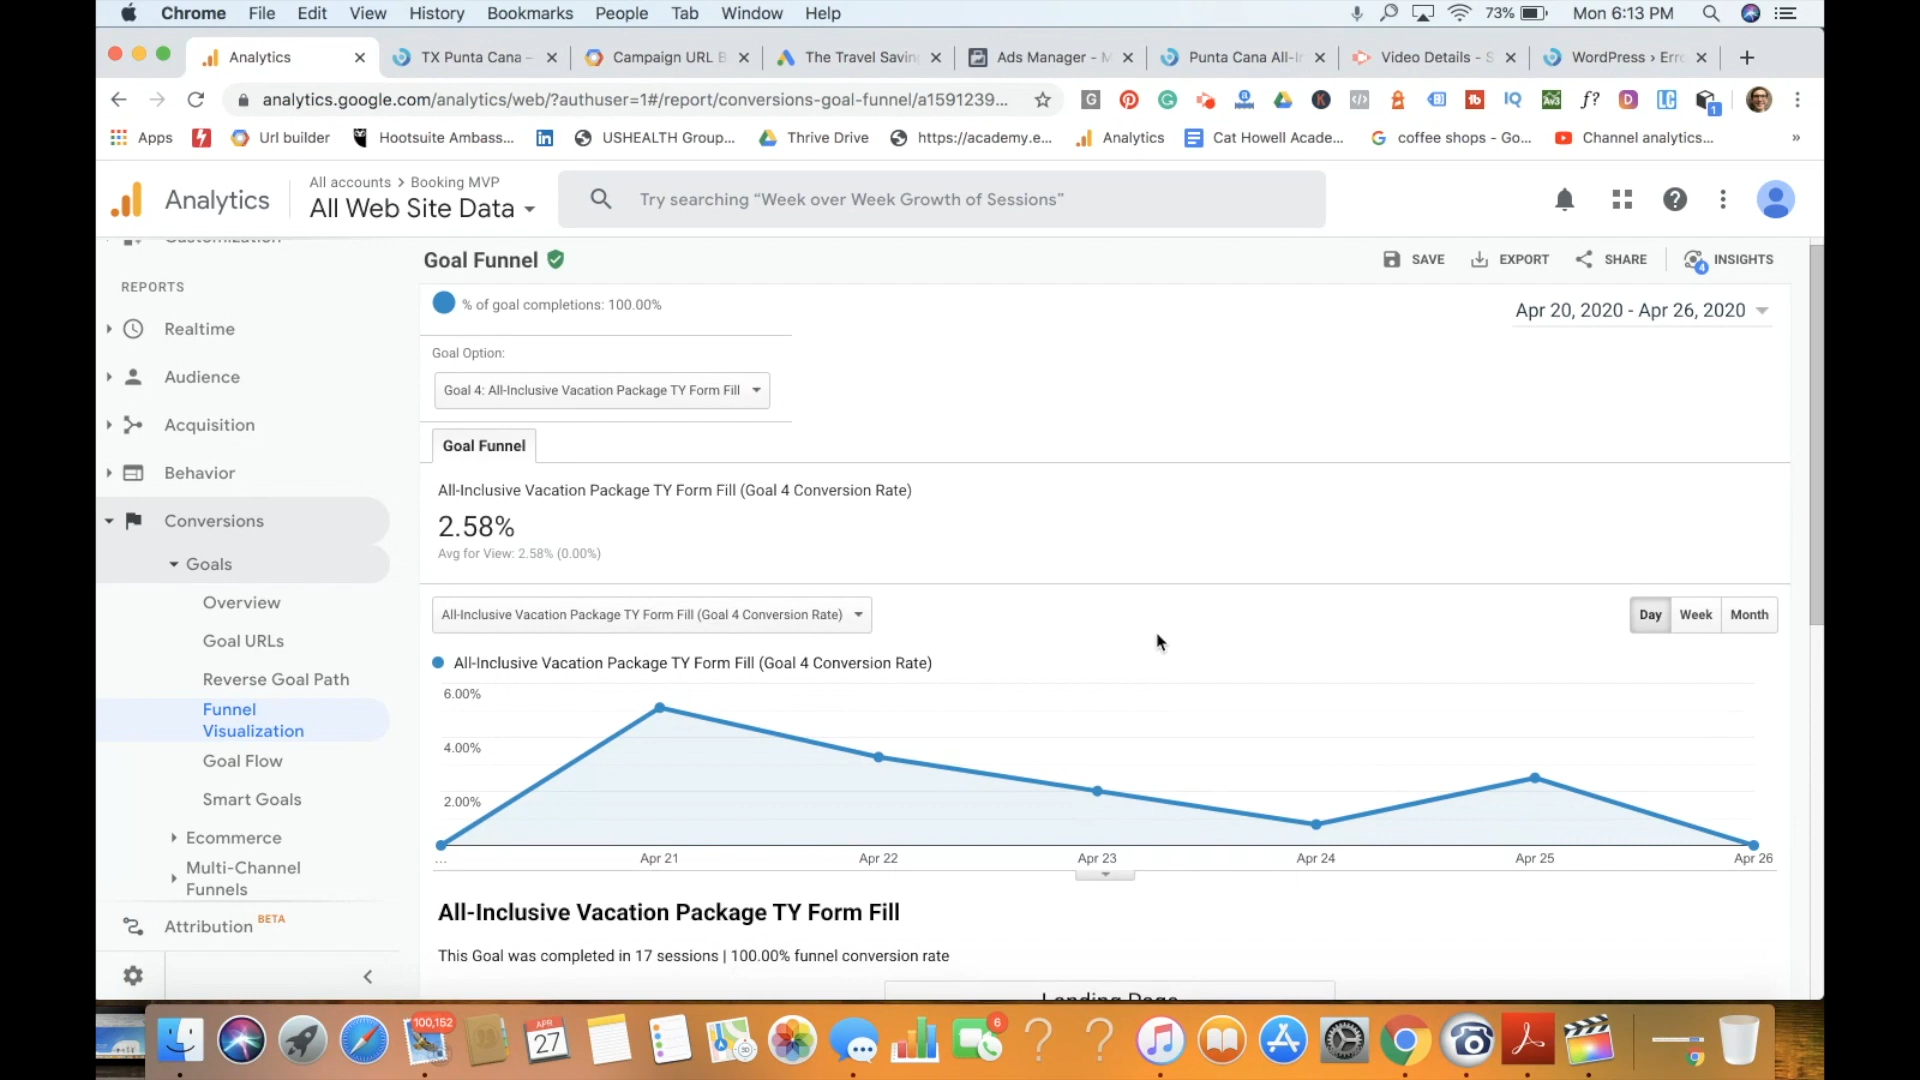 Chrome File Edit View History Bookmarks People Tab Window Help 73% Mon 6:13 PM
Analytics TX Punta Cana – Campaign URL B The Travel Savin Ads Manager - M Punta Cana All-I Video Details - S WordPress › Erro
analytics.google.com/analytics/web/?authuser=1#/report/conversions-goal-funnel/a1591239...
Apps Url builder Hootsuite Ambass... USHEALTH Group... Thrive Drive https://academy.e... Analytics Cat Howell Acade... coffee shops - Go... Channel analytics... »
Analytics
All accounts > Booking MVP
All Web Site Data
Try searching “Week over Week Growth of Sessions”
Customization
REPORTS
Realtime
Audience
Acquisition
Behavior
Conversions
Goals
Overview
Goal URLs
Reverse Goal Path
Funnel
Visualization
Goal Flow
Smart Goals
Ecommerce
Multi-Channel
Funnels
Attribution BETA
Goal Funnel
SAVE EXPORT SHARE 4 INSIGHTS
% of goal completions: 100.00%
Apr 20, 2020 - Apr 26, 2020
Goal Option:
Goal 4: All-Inclusive Vacation Package TY Form Fill
Goal Funnel
All-Inclusive Vacation Package TY Form Fill (Goal 4 Conversion Rate)
2.58%
Avg for View: 2.58% (0.00%)
All-Inclusive Vacation Package TY Form Fill (Goal 4 Conversion Rate)
Day Week Month
All-Inclusive Vacation Package TY Form Fill (Goal 4 Conversion Rate)
6.00%
4.00%
2.00%
... Apr 21 Apr 22 Apr 23 Apr 24 Apr 25 Apr 26
All-Inclusive Vacation Package TY Form Fill
This Goal was completed in 17 sessions | 100.00% funnel conversion rate
Landing Page
100,152
APR
27
6